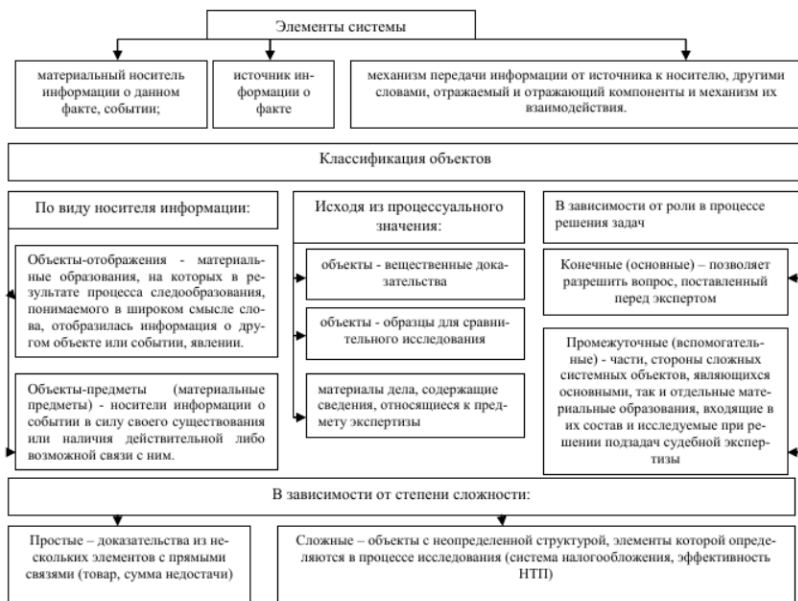 Элементы системы
материальный носитель
информации о данном
факте, событии;
источник ин-
формации о
факте
механизм передачи информации от источника к носителю, другими
словами, отражаемый и отражающий компоненты и механизм их
взаимодействия.
Классификация объектов
По виду носителя информации:
Объекты-отображения - материаль-
ные образования, на которых в ре-
зультате процесса следообразования,
понимаемого в широком смысле сло-
ва, отобразилась информация о дру-
гом объекте или событии, явлении.
Объекты-предметы (материальные
предметы) - носители информации о
событии в силу своего существования
или наличия действительной либо
возможной связи с ним.
Исходя из процессуального
значения:
объекты - вещественные дока-
зательства
объекты - образцы для сравни-
тельного исследования
материалы дела, содержащие
сведения, относящиеся к пред-
мету экспертизы
В зависимости от роли в процессе
решения задач
Конечные (основные) – позволяет
разрешить вопрос, поставленный
перед экспертом
Промежуточные (вспомогатель-
ные) - части, стороны сложных
системных объектов, являющихся
основными, так и отдельные мате-
риальные образования, входящие в
их состав и исследуемые при ре-
шении подзадач судебной экспер-
тизы
В зависимости от степени сложности:
Простые – доказательства из не-
скольких элементов с прямыми
связями (товар, сумма недостачи)
Сложные – объекты с неопределенной структурой, элементы которой опреде-
ляются в процессе исследования (система налогообложения, эффективность
НТП)